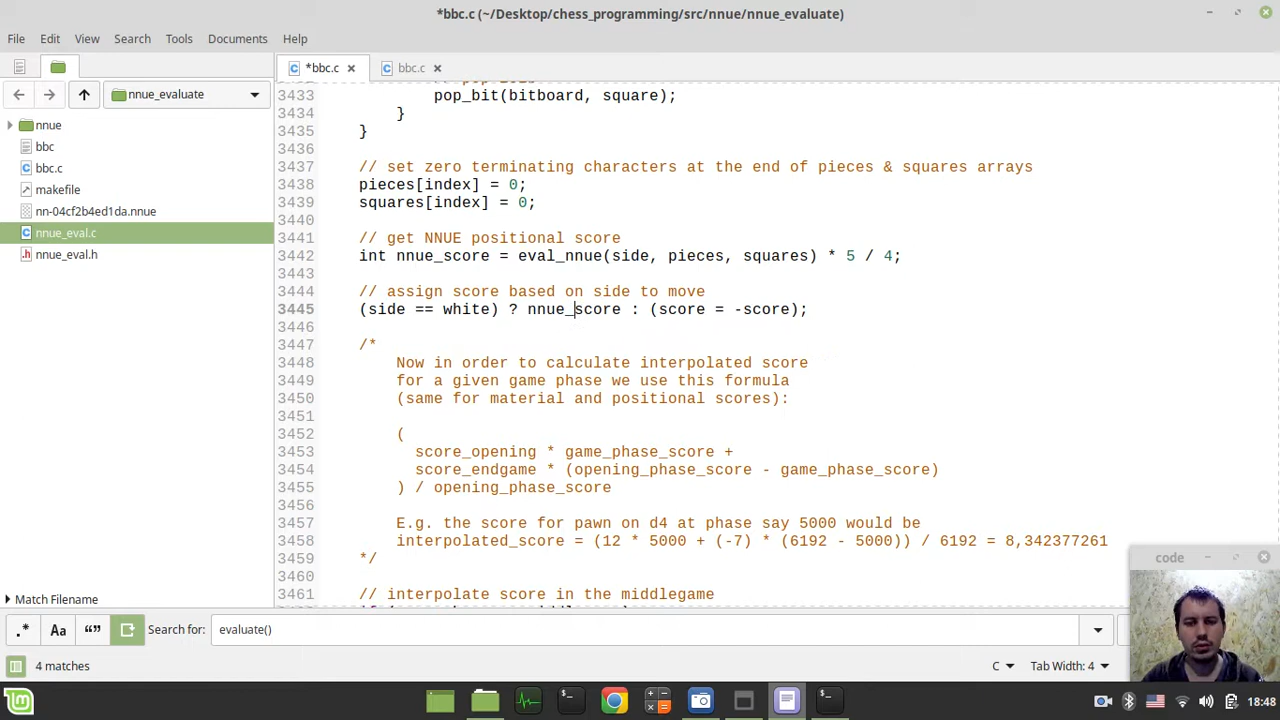 *bbc.c (~/Desktop/chess_programming/src/nnue/nnue_evaluate)
File Edit View Search Tools Documents Help
*bbc.c
bbc.c
nnue_evaluate
nnue
bbc
bbc.c
makefile
nn-04cf2b4ed1da.nnue
nnue_eval.c
nnue_eval.h
3433 pop_bit(bitboard, square);
3434 }
3435 }
3436
3437 // set zero terminating characters at the end of pieces & squares arrays
3438 pieces[index] = 0;
3439 squares[index] = 0;
3440
3441 // get NNUE positional score
3442 int nnue_score = eval_nnue(side, pieces, squares) * 5 / 4;
3443
3444 // assign score based on side to move
3445 (side == white) ? nnue_score : (score = -score);
3446
3447 /*
3448 Now in order to calculate interpolated score
3449 for a given game phase we use this formula
3450 (same for material and positional scores):
3451
3452 (
3453 score_opening * game_phase_score +
3454 score_endgame * (opening_phase_score - game_phase_score)
3455 ) / opening_phase_score
3456
3457 E.g. the score for pawn on d4 at phase say 5000 would be
3458 interpolated_score = (12 * 5000 + (-7) * (6192 - 5000)) / 6192 = 8,342377261
3459 */
3460
3461 // interpolate score in the middlegame
code
Match Filename
.* Aa “” Search for: evaluate()
4 matches
C
Tab Width: 4
18:48